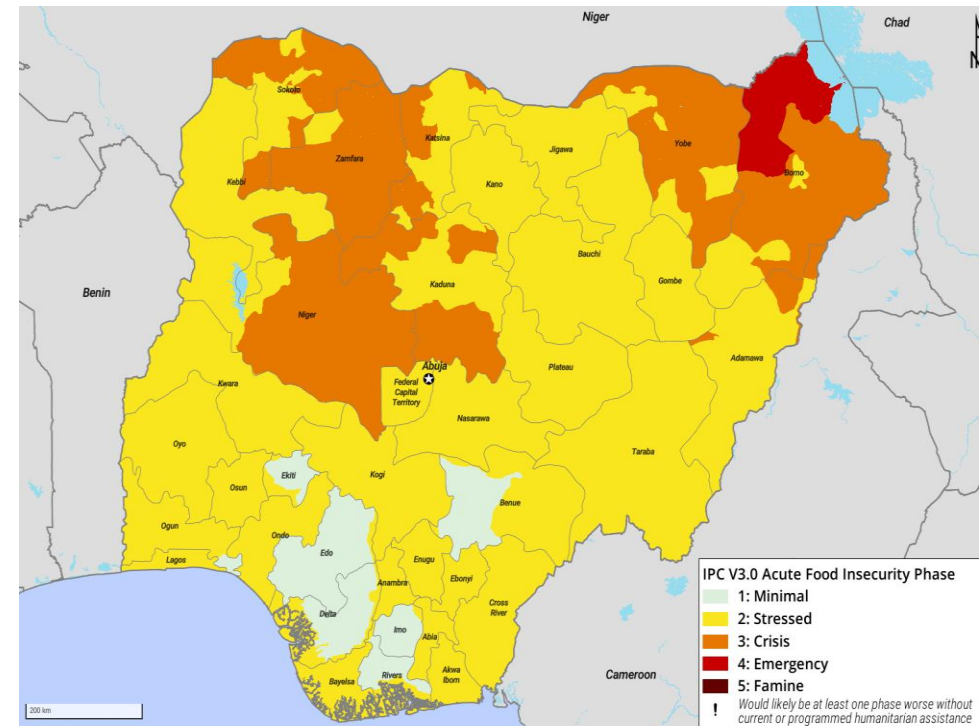 Niger
Chad
N
Sokoto
Katsina
Zamfara
Jigawa
Yobe
Borno
Kebbi
Kano
Bauchi
Gombe
Kaduna
Benin
Niger
Adamawa
Abuja
Plateau
Federal
Capital
Territory
Kwara
Nasarawa
Taraba
Oyo
Kogi
Ekiti
Osun
Benue
Ogun
Ondo
Edo
Enugu
Lagos
Anambra
Ebonyi
Delta
Cross
River
Imo
Abia
Bayelsa
Rivers
Akwa
Ibom
Cameroon
200 km
IPC V3.0 Acute Food Insecurity Phase
1: Minimal
2: Stressed
3: Crisis
4: Emergency
5: Famine
! Would likely be at least one phase worse without
current or programmed humanitarian assistance